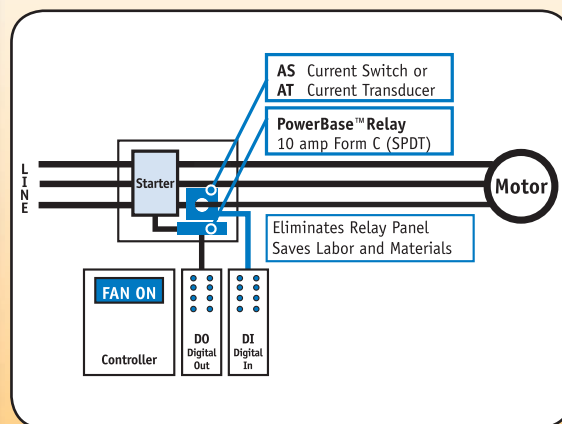 AS Current Switch or
AT Current Transducer
PowerBase™Relay
10 amp Form C (SPDT)
LINE
Starter
Motor
Eliminates Relay Panel
Saves Labor and Materials
FAN ON
Controller
DO
Digital
Out
DI
Digital
In